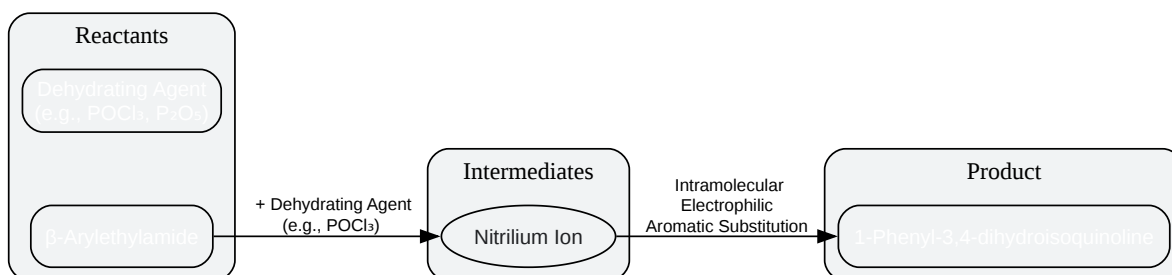 Reactants
Dehydrating Agent
(e.g., POCl₃, P₂O₅)
β-Arylethylamide
+ Dehydrating Agent
(e.g., POCl₃)
Intermediates
Nitrilium Ion
Intramolecular
Electrophilic
Aromatic Substitution
Product
1-Phenyl-3,4-dihydroisoquinoline